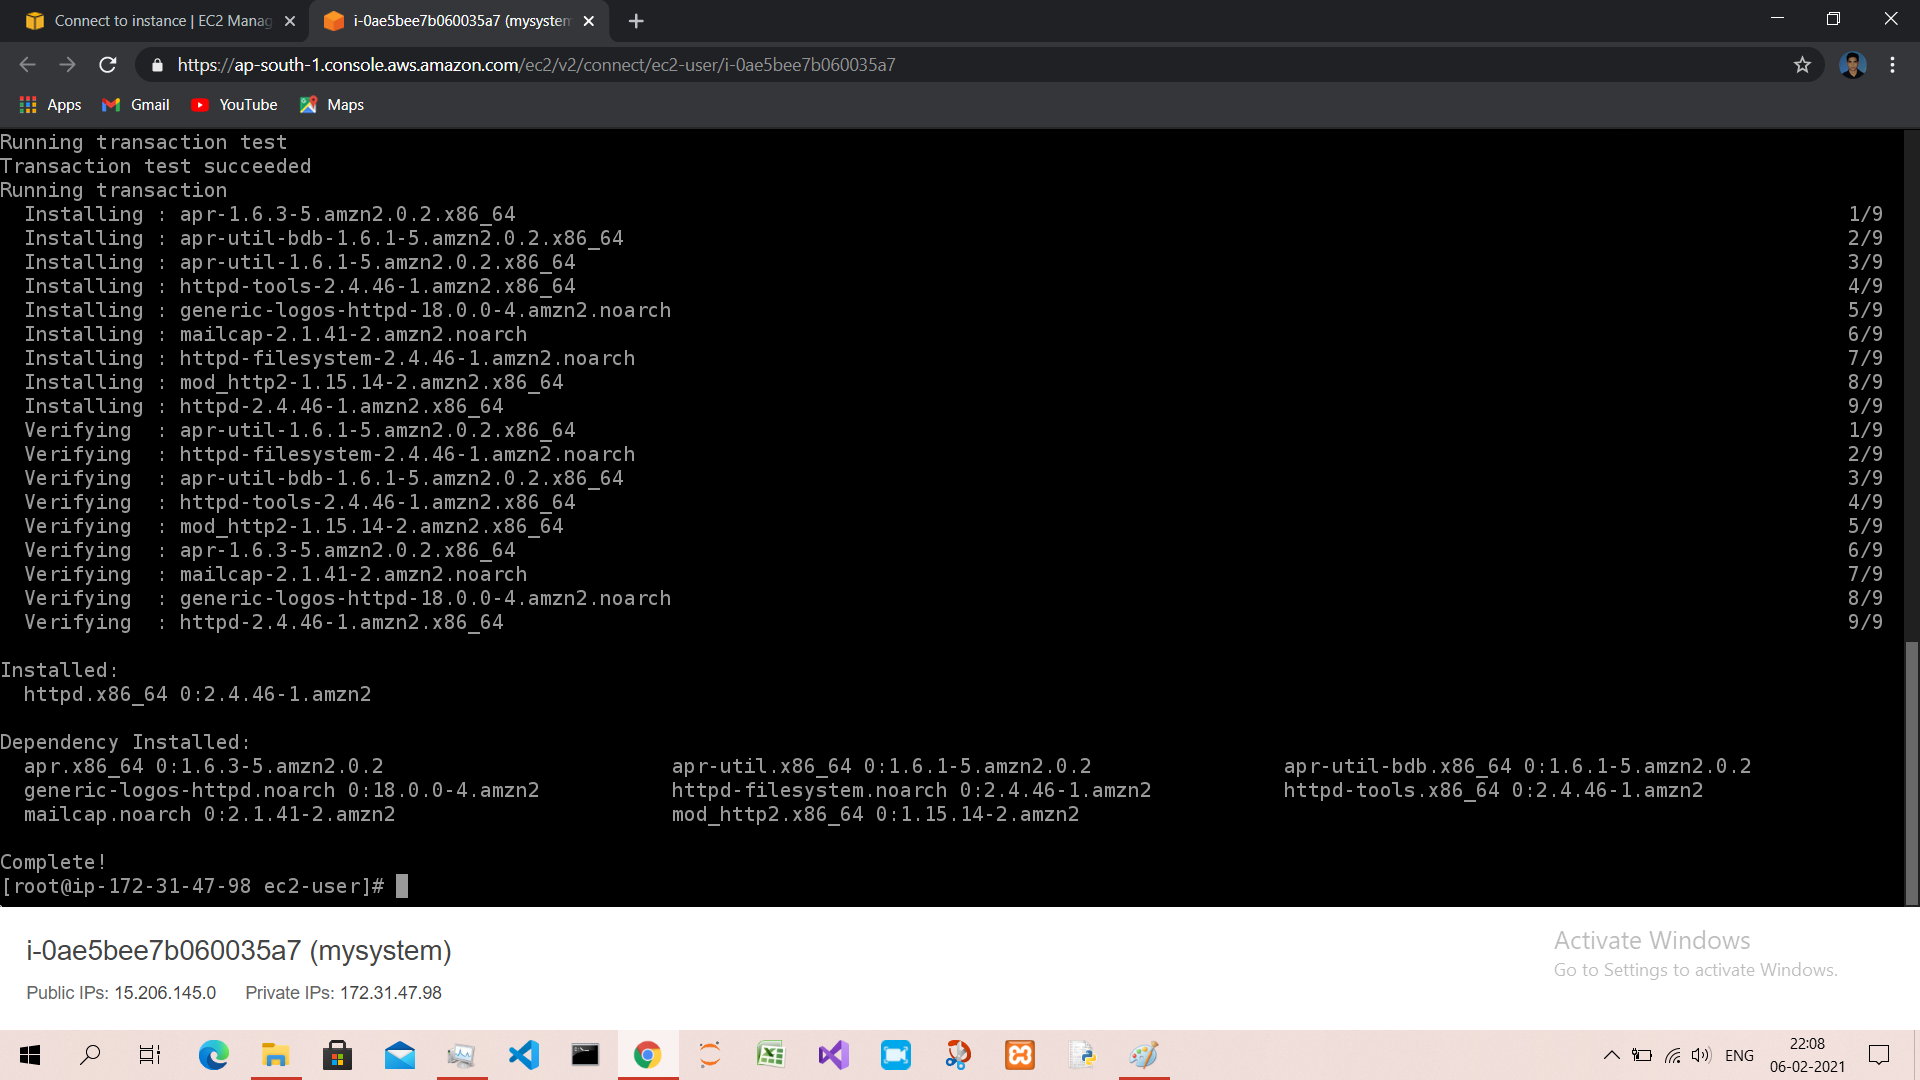 Connect to instance | EC2 Manag
i-0ae5bee7b060035a7 (mysystem
https://ap-south-1.console.aws.amazon.com/ec2/v2/connect/ec2-user/i-0ae5bee7b060035a7
Apps Gmail YouTube Maps
Running transaction test
Transaction test succeeded
Running transaction
Installing : apr-1.6.3-5.amzn2.0.2.x86_64 1/9
Installing : apr-util-bdb-1.6.1-5.amzn2.0.2.x86_64 2/9
Installing : apr-util-1.6.1-5.amzn2.0.2.x86_64 3/9
Installing : httpd-tools-2.4.46-1.amzn2.x86_64 4/9
Installing : generic-logos-httpd-18.0.0-4.amzn2.noarch 5/9
Installing : mailcap-2.1.41-2.amzn2.noarch 6/9
Installing : httpd-filesystem-2.4.46-1.amzn2.noarch 7/9
Installing : mod_http2-1.15.14-2.amzn2.x86_64 8/9
Installing : httpd-2.4.46-1.amzn2.x86_64 9/9
Verifying : apr-util-1.6.1-5.amzn2.0.2.x86_64 1/9
Verifying : httpd-filesystem-2.4.46-1.amzn2.noarch 2/9
Verifying : apr-util-bdb-1.6.1-5.amzn2.0.2.x86_64 3/9
Verifying : httpd-tools-2.4.46-1.amzn2.x86_64 4/9
Verifying : mod_http2-1.15.14-2.amzn2.x86_64 5/9
Verifying : apr-1.6.3-5.amzn2.0.2.x86_64 6/9
Verifying : mailcap-2.1.41-2.amzn2.noarch 7/9
Verifying : generic-logos-httpd-18.0.0-4.amzn2.noarch 8/9
Verifying : httpd-2.4.46-1.amzn2.x86_64 9/9
Installed:
httpd.x86_64 0:2.4.46-1.amzn2
Dependency Installed:
apr.x86_64 0:1.6.3-5.amzn2.0.2 apr-util.x86_64 0:1.6.1-5.amzn2.0.2 apr-util-bdb.x86_64 0:1.6.1-5.amzn2.0.2
generic-logos-httpd.noarch 0:18.0.0-4.amzn2 httpd-filesystem.noarch 0:2.4.46-1.amzn2 httpd-tools.x86_64 0:2.4.46-1.amzn2
mailcap.noarch 0:2.1.41-2.amzn2 mod_http2.x86_64 0:1.15.14-2.amzn2
Complete!
[root@ip-172-31-47-98 ec2-user]#
i-0ae5bee7b060035a7 (mysystem)
Public IPs: 15.206.145.0 Private IPs: 172.31.47.98
Activate Windows
Go to Settings to activate Windows.
ENG
22:08
06-02-2021